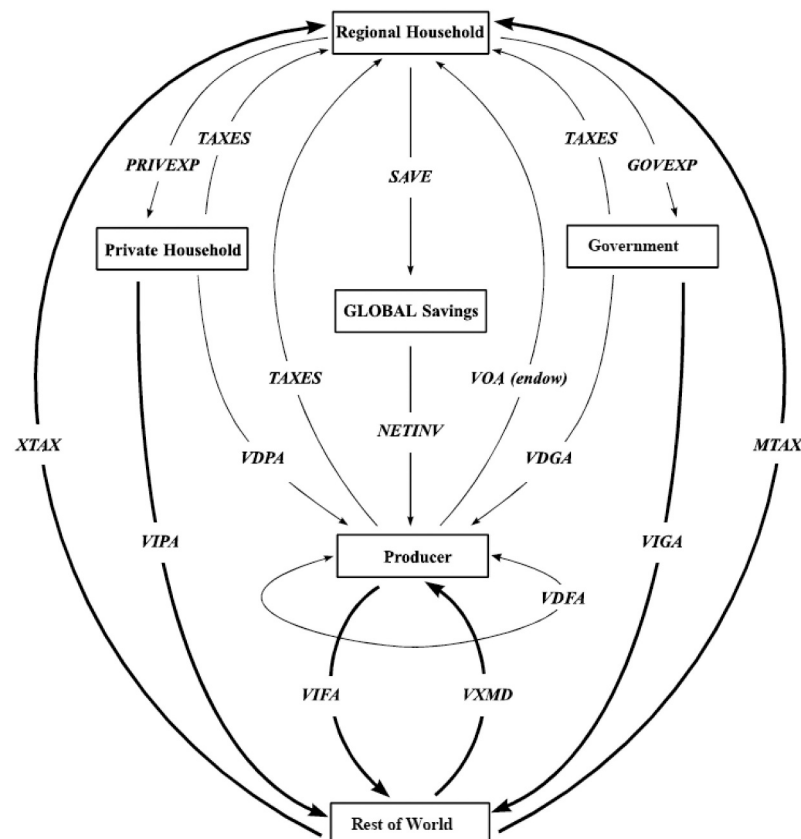 Regional Household
TAXES
TAXES
PRIVEXP
GOVEXP
SAVE
Private Household
Government
GLOBAL Savings
TAXES
VOA (endow)
NETINV
XTAX
VDPA
VDGA
MTAX
VIPA
VIGA
Producer
VDFA
VIFA
VXMD
Rest of World